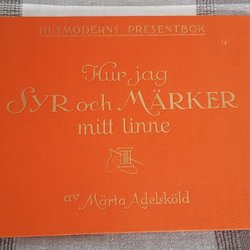 HUSMODERNS PRESENTBOK
Hur jag
SYR och MÄRKER
mitt linne
av Märta Adelsköld